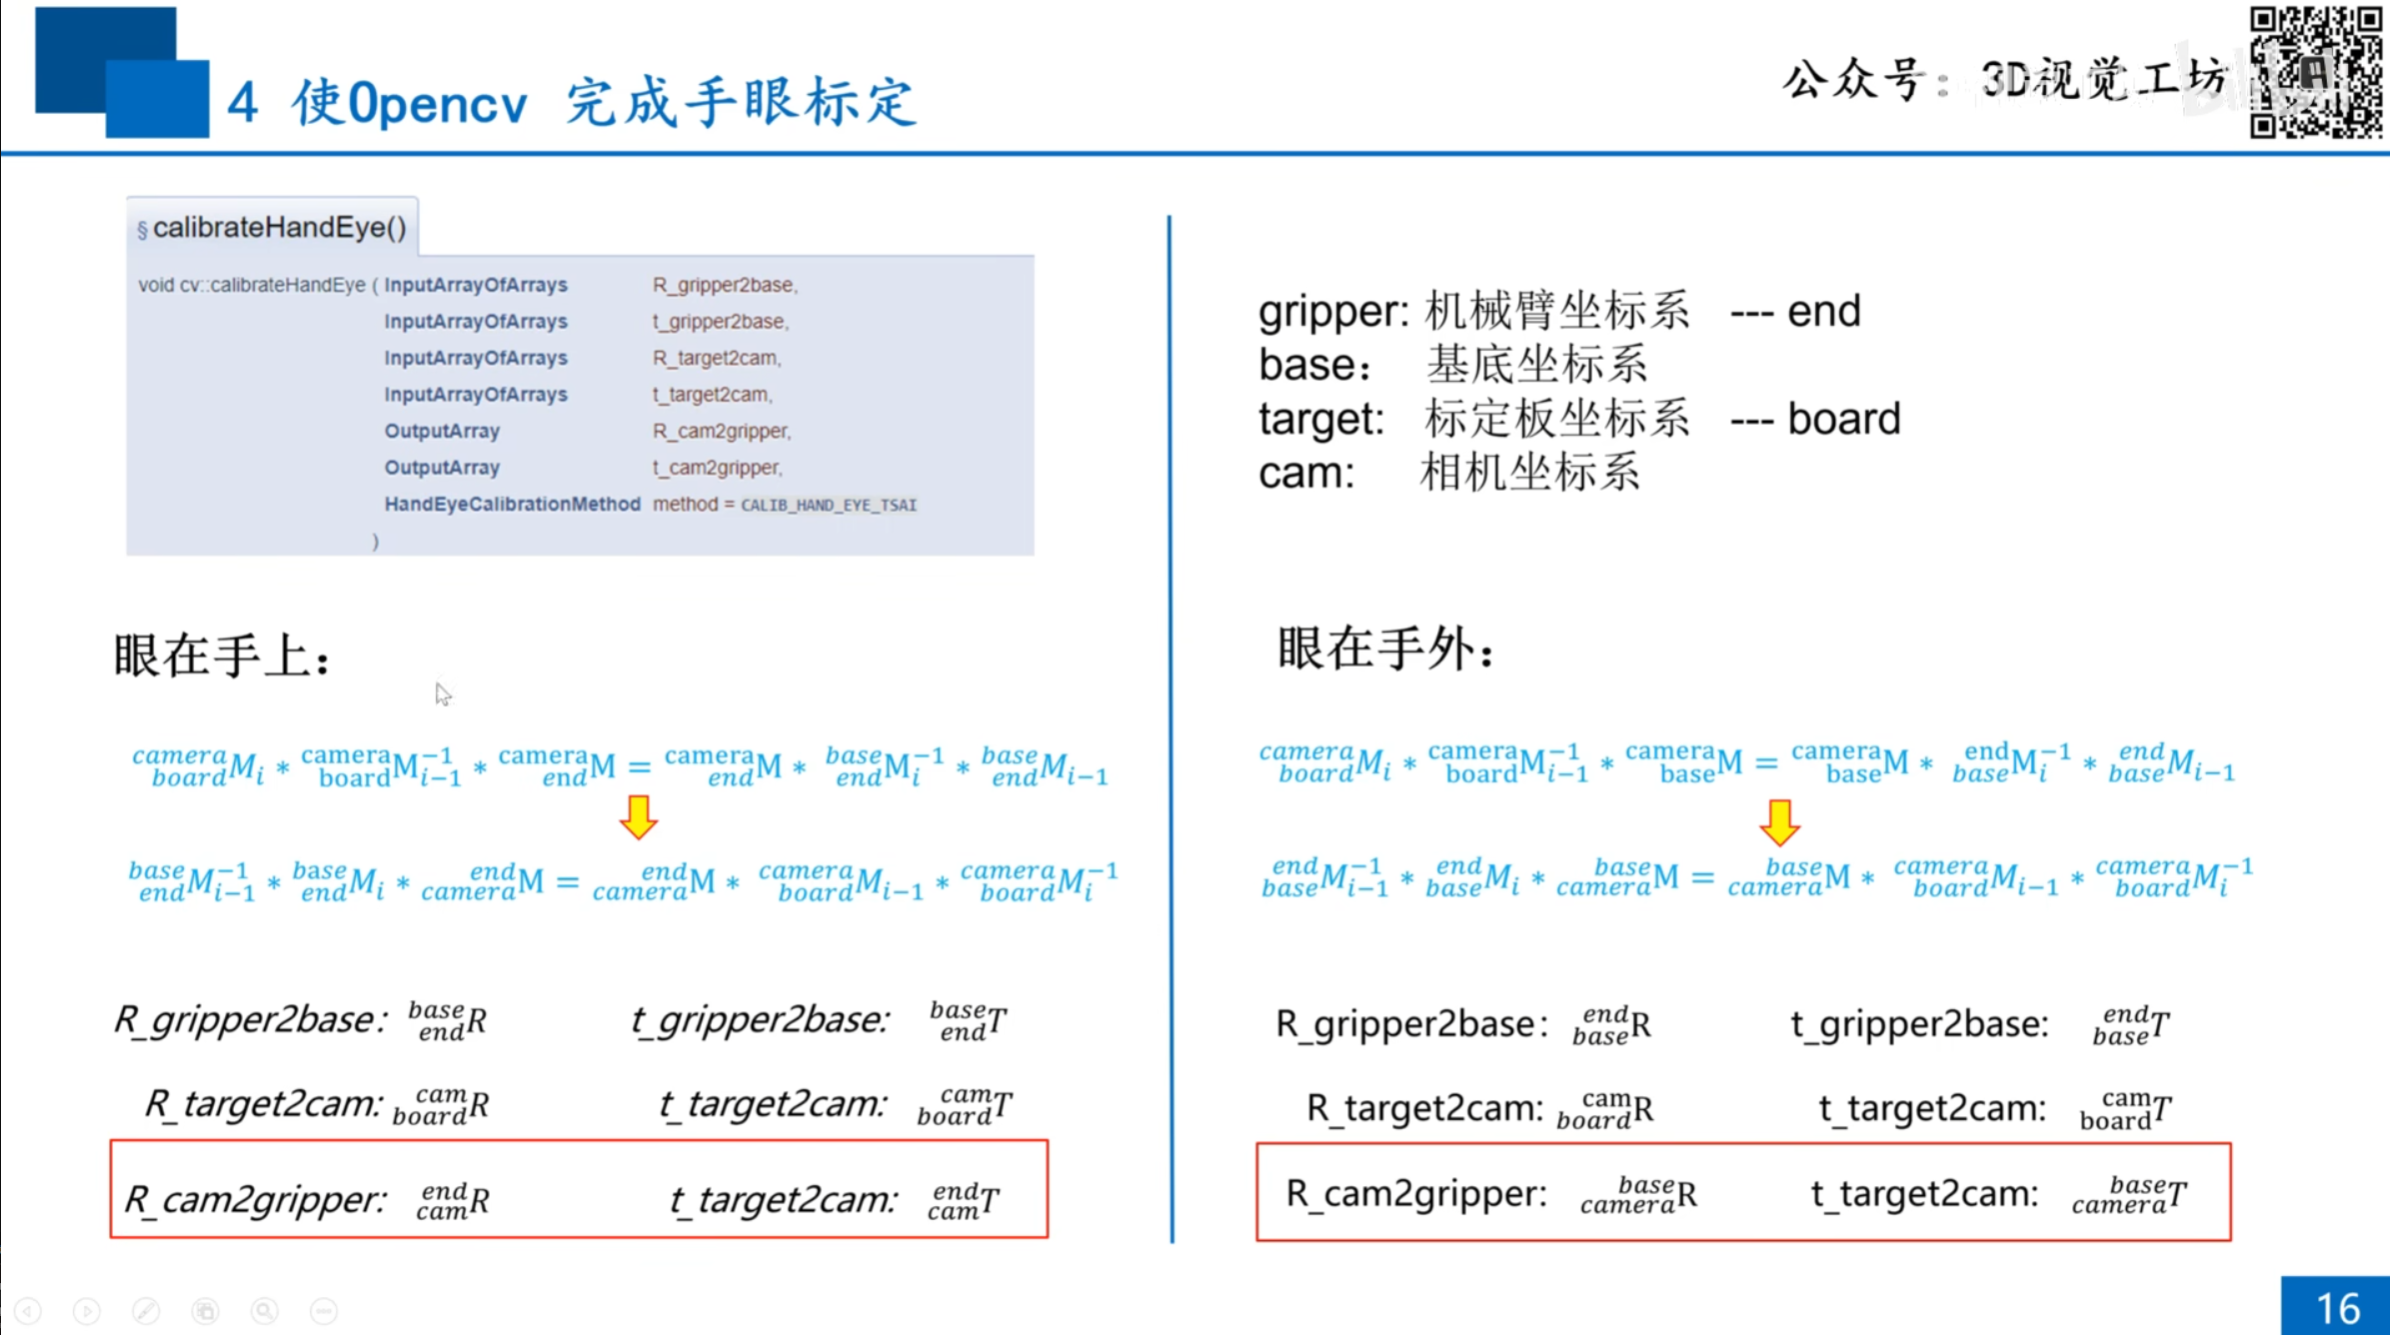 4 使Opencv 完成手眼标定
公众号：3D视觉工坊
§ calibrateHandEye()
void cv::calibrateHandEye ( InputArrayOfArrays R_gripper2base,
InputArrayOfArrays t_gripper2base,
InputArrayOfArrays R_target2cam,
InputArrayOfArrays t_target2cam,
OutputArray R_cam2gripper,
OutputArray t_cam2gripper,
HandEyeCalibrationMethod method = CALIB_HAND_EYE_TSAI
)
gripper: 机械臂坐标系 --- end
base： 基底坐标系
target: 标定板坐标系 --- board
cam: 相机坐标系
眼在手上：
^{camera}_{board}M_i * ^{camera}_{board}M_{i-1}^{-1} * ^{camera}_{end}M = ^{camera}_{end}M * ^{base}_{end}M_i^{-1} * ^{base}_{end}M_{i-1}
^{base}_{end}M_{i-1}^{-1} * ^{base}_{end}M_i * ^{end}_{camera}M = ^{end}_{camera}M * ^{camera}_{board}M_{i-1} * ^{camera}_{board}M_i^{-1}
R_gripper2base: ^{base}_{end}R t_gripper2base: ^{base}_{end}T
R_target2cam: ^{cam}_{board}R t_target2cam: ^{cam}_{board}T
R_cam2gripper: ^{end}_{cam}R t_target2cam: ^{end}_{cam}T
眼在手外：
^{camera}_{board}M_i * ^{camera}_{board}M_{i-1}^{-1} * ^{camera}_{base}M = ^{camera}_{base}M * ^{end}_{base}M_i^{-1} * ^{end}_{base}M_{i-1}
^{end}_{base}M_{i-1}^{-1} * ^{end}_{base}M_i * ^{base}_{camera}M = ^{base}_{camera}M * ^{camera}_{board}M_{i-1} * ^{camera}_{board}M_i^{-1}
R_gripper2base: ^{end}_{base}R t_gripper2base: ^{end}_{base}T
R_target2cam: ^{cam}_{board}R t_target2cam: ^{cam}_{board}T
R_cam2gripper: ^{base}_{camera}R t_target2cam: ^{base}_{camera}T
16